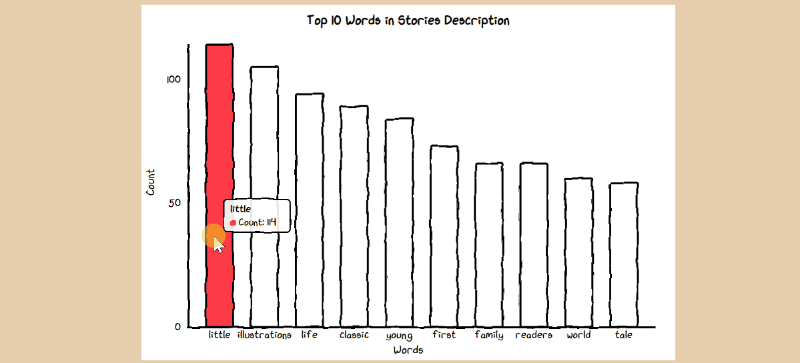 Top 10 Words in Stories Description
Count
100
50
0
little
Count: 114
little illustrations life classic young first family readers world tale
Words